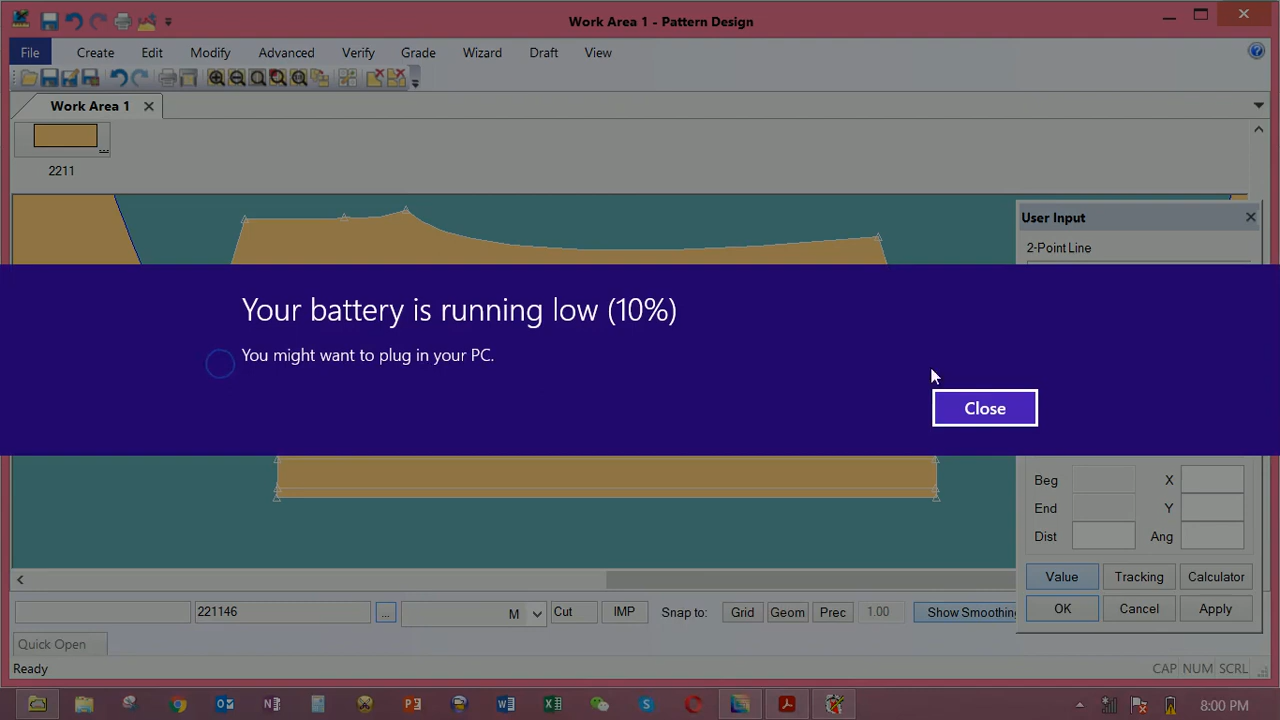 Work Area 1 - Pattern Design
File Create Edit Modify Advanced Verify Grade Wizard Draft View
Work Area 1
2211
User Input
2-Point Line
Your battery is running low (10%)
You might want to plug in your PC.
Close
Beg X
End Y
Dist Ang
Value Tracking Calculator
221146 ... M Cut IMP Snap to: Grid Geom Prec 1.00 Show Smoothing OK Cancel Apply
Quick Open
Ready CAP NUM SCRL
8:00 PM